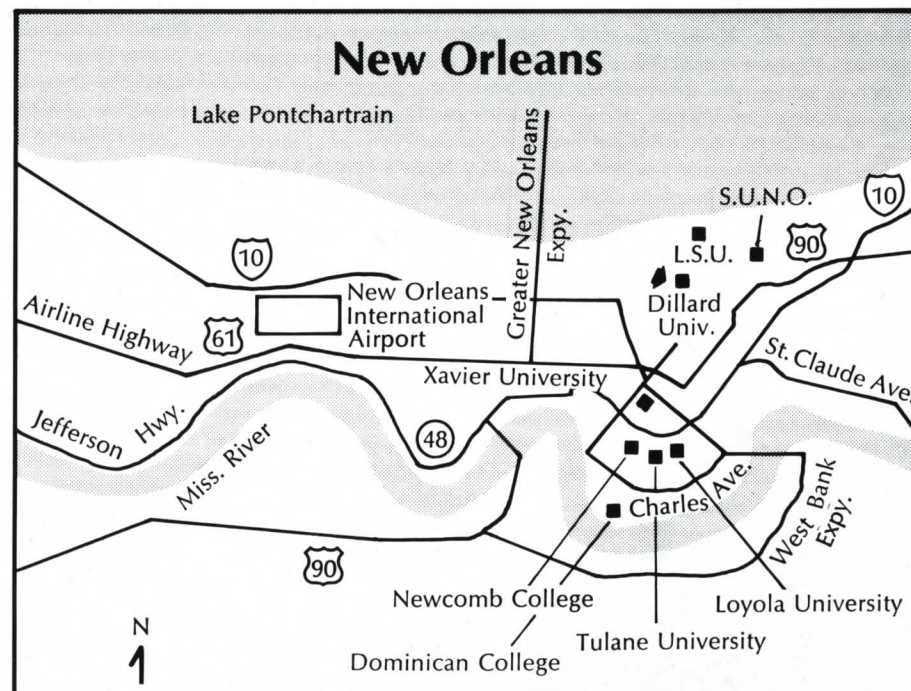 New Orleans
Lake Pontchartrain
Greater New Orleans
Expy.
S.U.N.O.
10
90
L.S.U.
10
Dillard
Univ.
New Orleans
International
Airport
61
Airline Highway
St. Claude Ave.
Xavier University
Jefferson Hwy.
48
Miss. River
Charles Ave.
West Bank
Expy.
90
Newcomb College
Loyola University
Tulane University
Dominican College
N